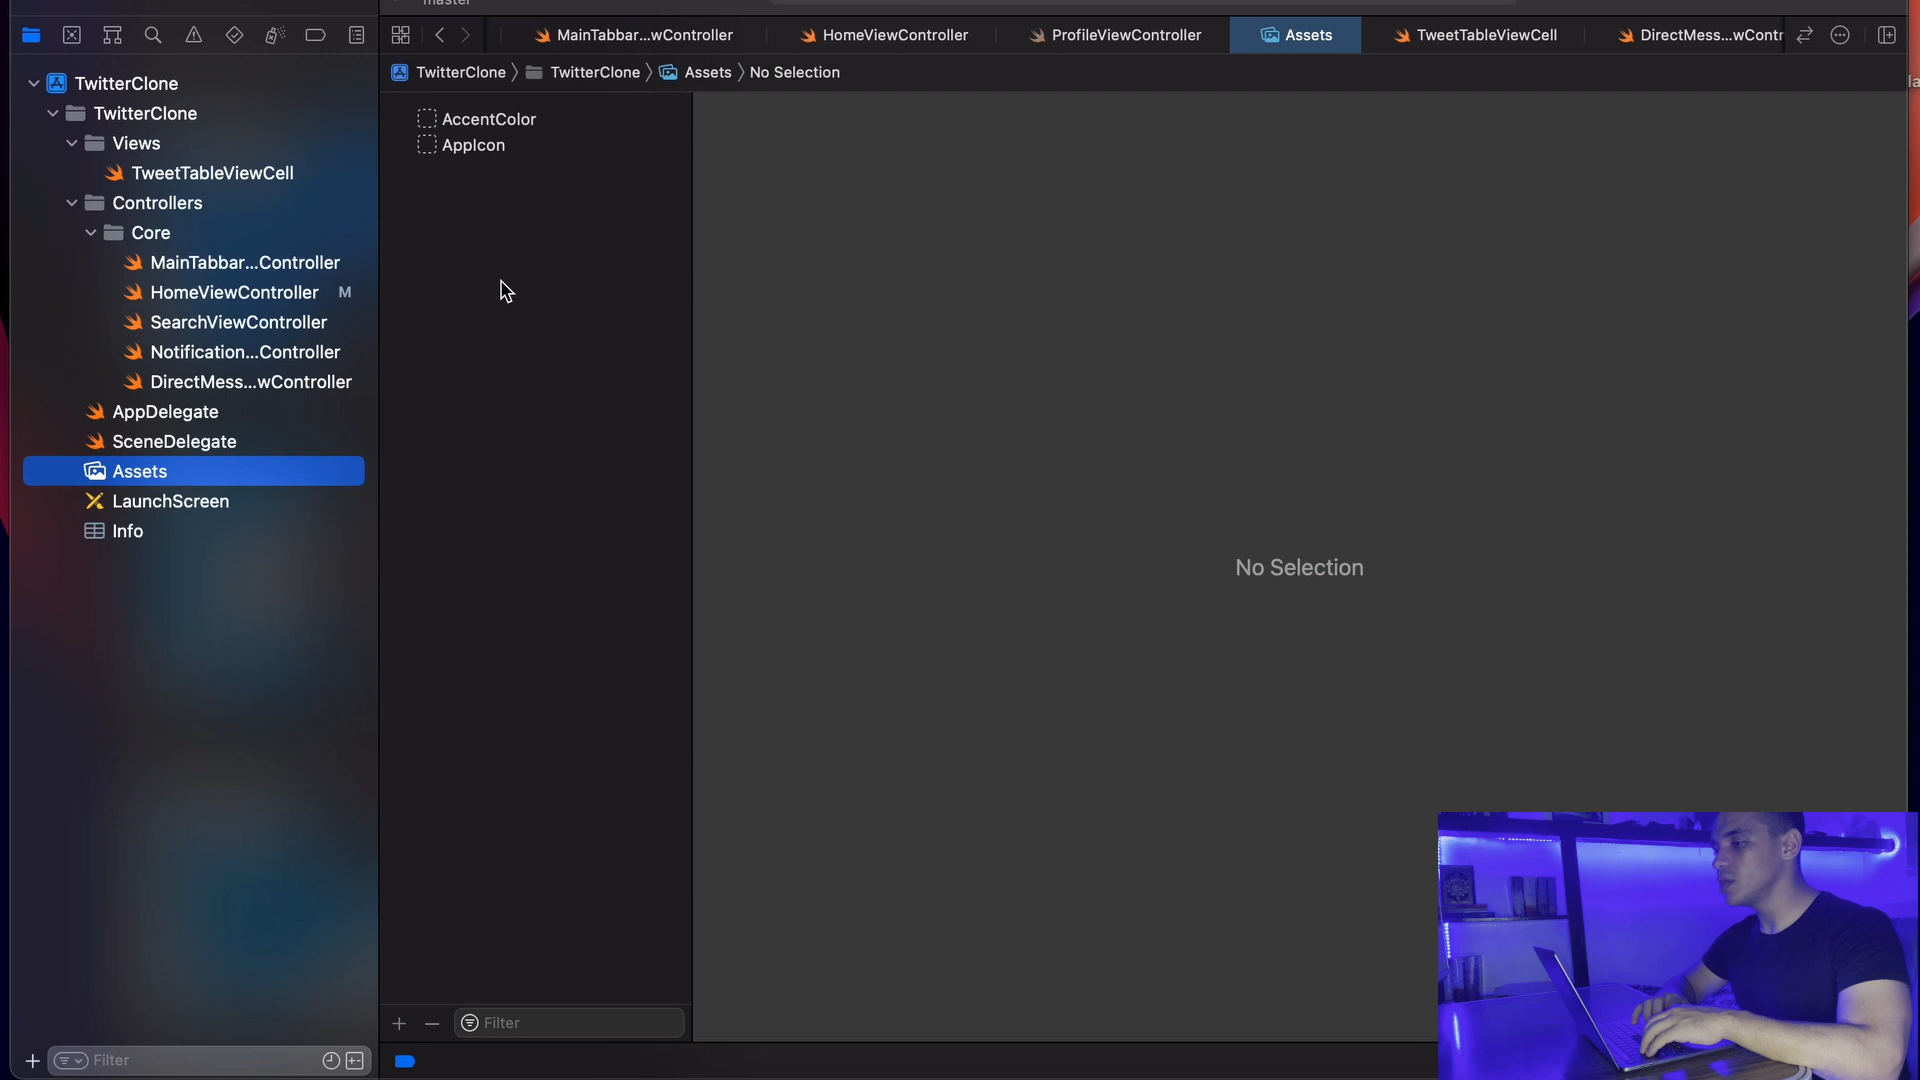 master
MainTabbar...wController
HomeViewController
ProfileViewController
Assets
TweetTableViewCell
DirectMess...wContr
TwitterClone
TwitterClone
Assets
No Selection
TwitterClone
TwitterClone
Views
TweetTableViewCell
Controllers
Core
MainTabbar...Controller
HomeViewController M
SearchViewController
Notification...Controller
DirectMess...wController
AppDelegate
SceneDelegate
Assets
LaunchScreen
Info
AccentColor
AppIcon
No Selection
Filter
Filter